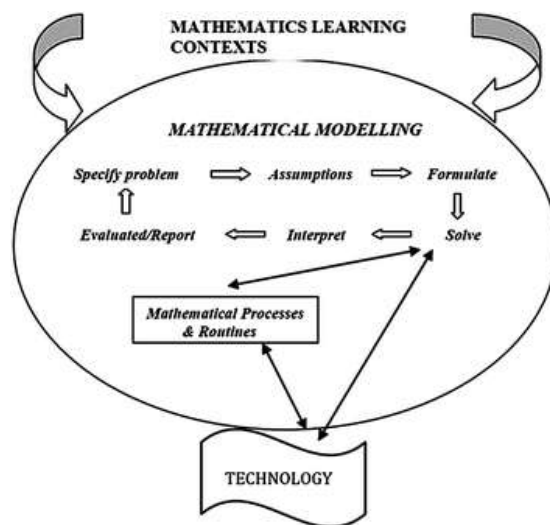 MATHEMATICS LEARNING
CONTEXTS
MATHEMATICAL MODELLING
Specify problem Assumptions Formulate
Evaluated/Report Interpret Solve
Mathematical Processes
& Routines
TECHNOLOGY